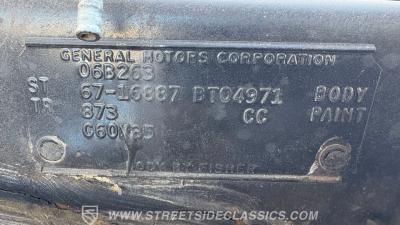 GENERAL MOTORS CORPORATION
06B263
ST 67-16887 BT04971 BODY
TR 873 CC PAINT
C60Y85
BODY BY FISHER
WWW.STREETSIDECLASSICS.COM